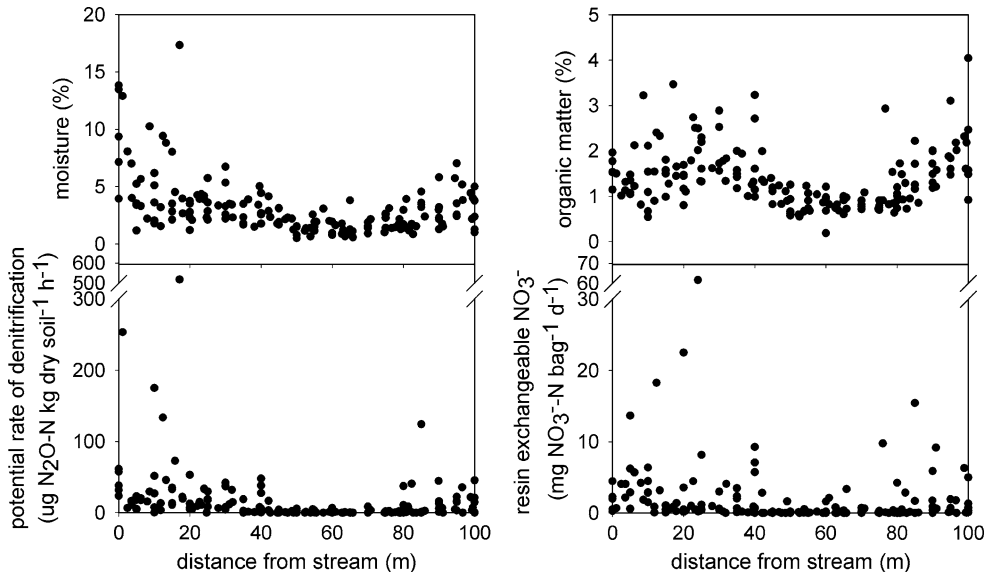 20
15
10
5
0
moisture (%)
5
4
3
2
1
0
organic matter (%)
600
500
300
200
100
50
0
potential rate of denitrification
(ug N₂O-N kg dry soil⁻¹ h⁻¹)
0 20 40 60 80 100
distance from stream (m)
70
60
30
20
10
0
resin exchangeable NO₃⁻
(mg NO₃⁻-N bag⁻¹ d⁻¹)
0 20 40 60 80 100
distance from stream (m)